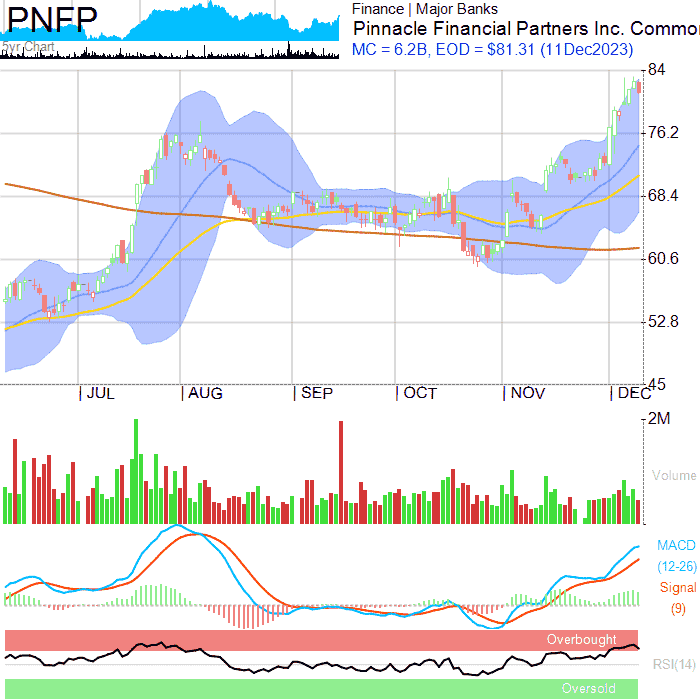 PNFP
5yr Chart
Finance | Major Banks
Pinnacle Financial Partners Inc. Commo
MC = 6.2B, EOD = $81.31 (11Dec2023)
84
76.2
68.4
60.6
52.8
45
| JUL | AUG | SEP | OCT | NOV | DEC
2M
Volume
MACD
(12-26)
Signal
(9)
Overbought
RSI(14)
Oversold